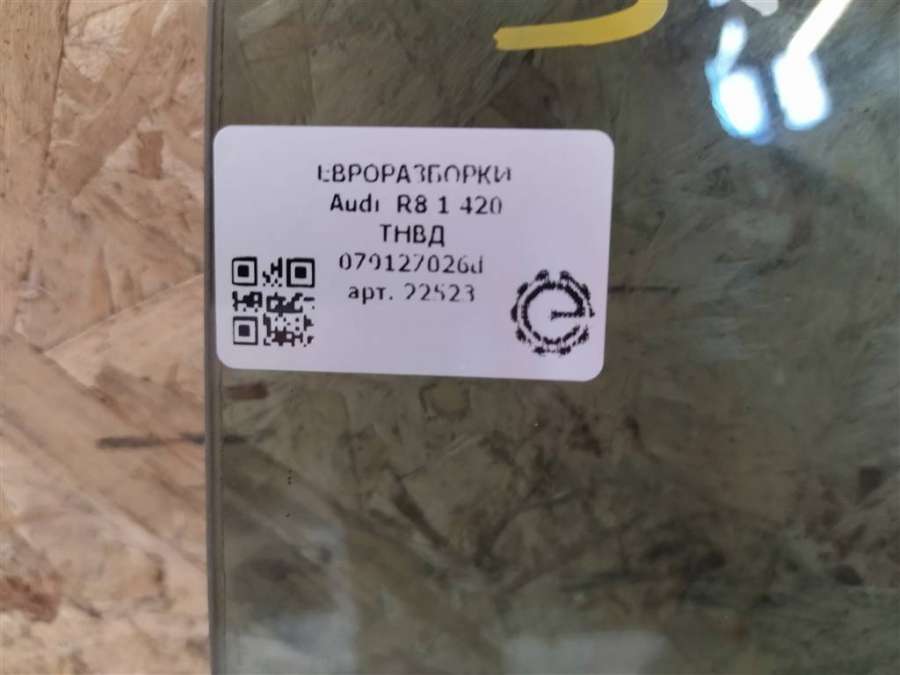 ЕВРОРАЗБОРКИ
Audi R8 1 420
ТНВД
079127026d
арт. 22523